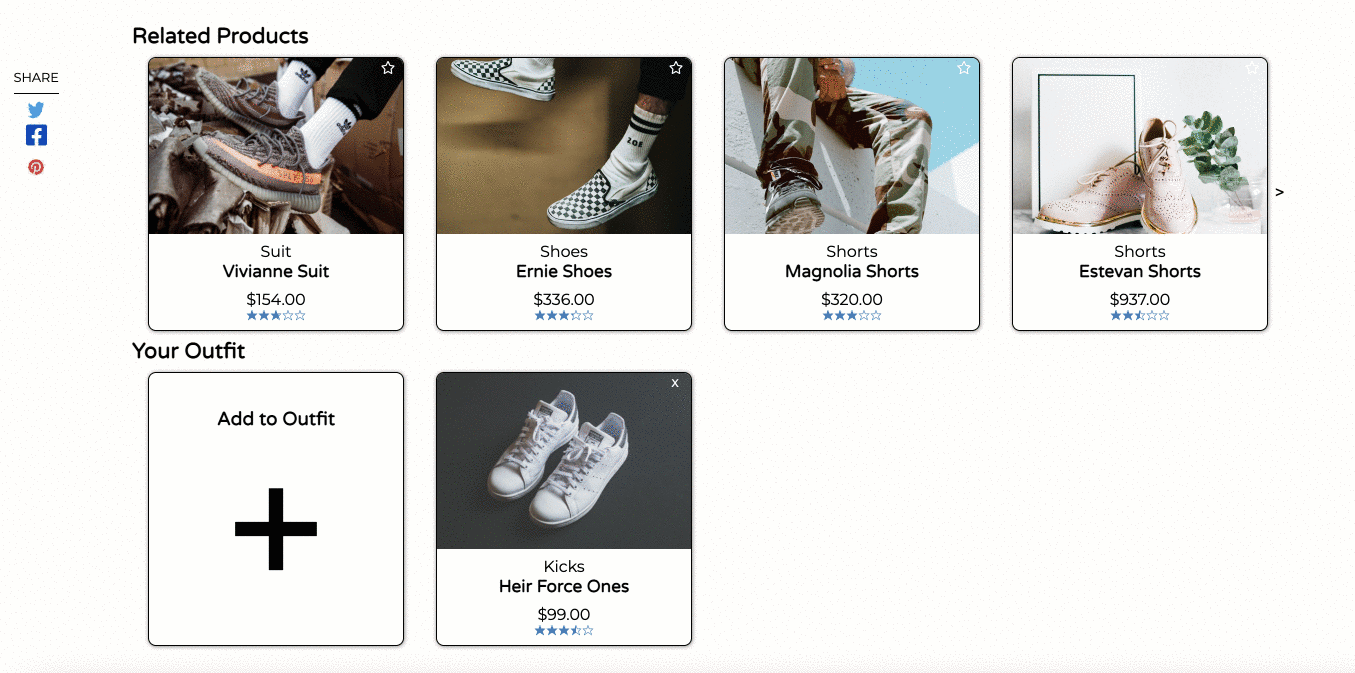 Related Products
SHARE
ZOE
>
Suit
Vivianne Suit
$154.00
Shoes
Ernie Shoes
$336.00
Shorts
Magnolia Shorts
$320.00
Shorts
Estevan Shorts
$937.00
Your Outfit
Add to Outfit
+
x
Kicks
Heir Force Ones
$99.00